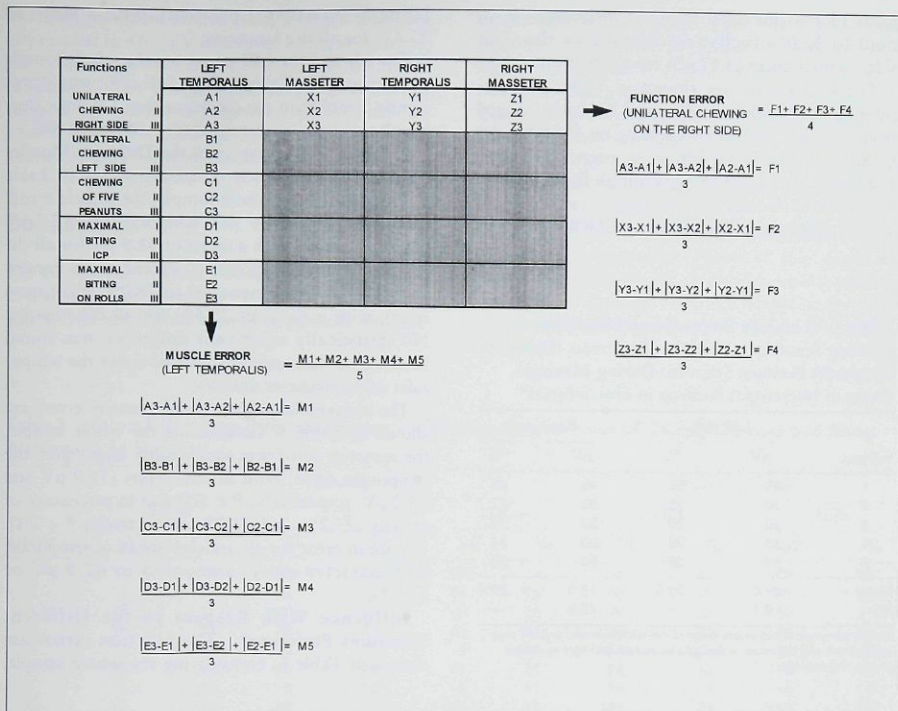 Functions LEFT TEMPORALIS LEFT MASSETER RIGHT TEMPORALIS RIGHT MASSETER
UNILATERAL I A1 X1 Y1 Z1
CHEWING II A2 X2 Y2 Z2
RIGHT SIDE III A3 X3 Y3 Z3
UNILATERAL I B1
CHEWING II B2
LEFT SIDE III B3
CHEWING I C1
OF FIVE II C2
PEANUTS III C3
MAXIMAL I D1
BITING II D2
ICP III D3
MAXIMAL I E1
BITING II E2
ON ROLLS III E3
FUNCTION ERROR
(UNILATERAL CHEWING
ON THE RIGHT SIDE)
= F1+ F2+ F3+ F4
4
|A3-A1|+ |A3-A2|+ |A2-A1|= F1
3
|X3-X1|+ |X3-X2|+ |X2-X1|= F2
3
|Y3-Y1|+ |Y3-Y2|+ |Y2-Y1|= F3
3
|Z3-Z1|+ |Z3-Z2|+ |Z2-Z1|= F4
3
MUSCLE ERROR
(LEFT TEMPORALIS)
= M1+ M2+ M3+ M4+ M5
5
|A3-A1|+ |A3-A2|+ |A2-A1|= M1
3
|B3-B1|+ |B3-B2|+ |B2-B1|= M2
3
|C3-C1|+ |C3-C2|+ |C2-C1|= M3
3
|D3-D1|+ |D3-D2|+ |D2-D1|= M4
3
|E3-E1|+ |E3-E2|+ |E2-E1|= M5
3